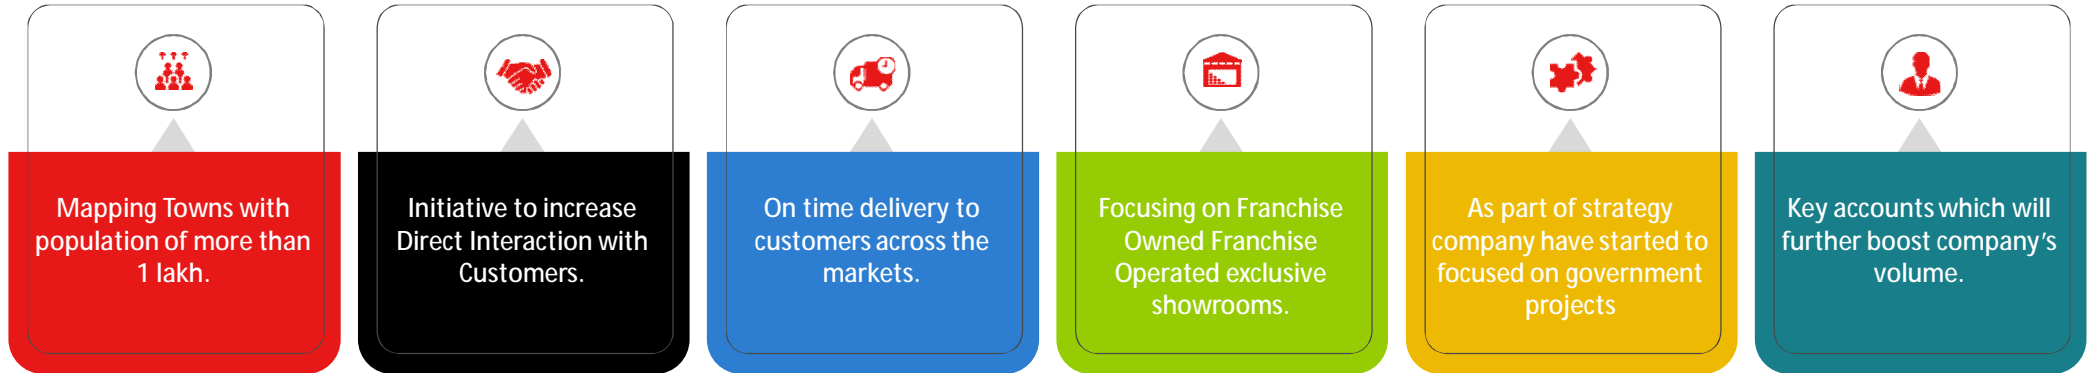 Mapping Towns with
population of more than
1 lakh.
Initiative to increase
Direct Interaction with
Customers.
On time delivery to
customers across the
markets.
Focusing on Franchise
Owned Franchise
Operated exclusive
showrooms.
As part of strategy
company have started to
focused on government
projects
Key accounts which will
further boost company's
volume.